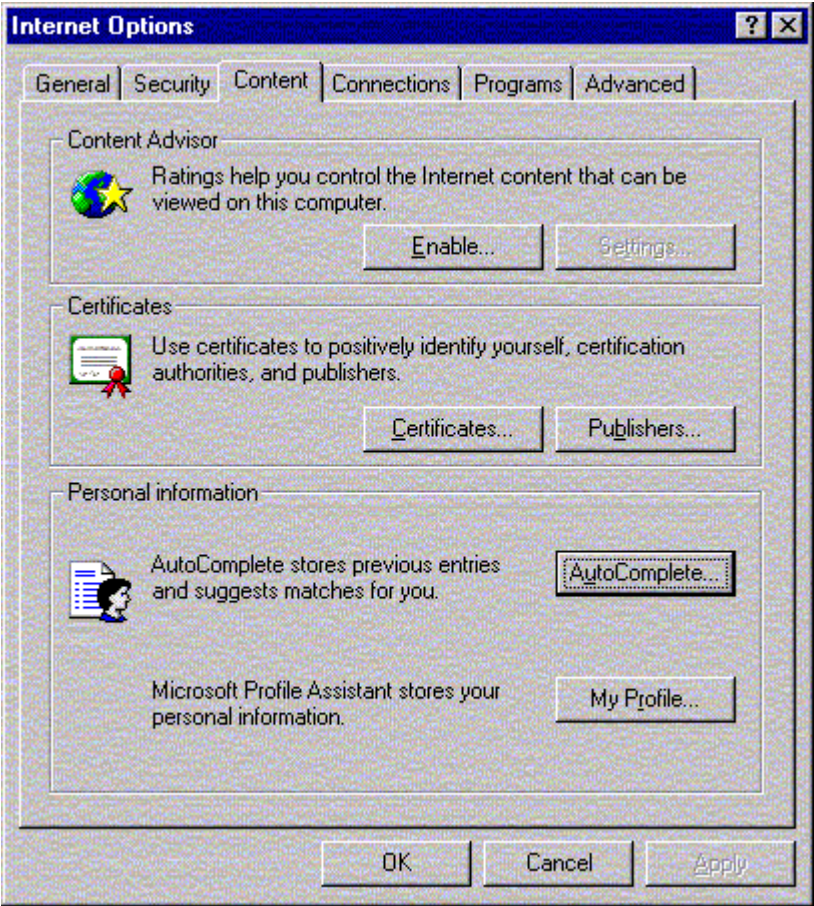 Internet Options
General Security Content Connections Programs Advanced
Content Advisor
Ratings help you control the Internet content that can be
viewed on this computer.
Enable... Settings...
Certificates
Use certificates to positively identify yourself, certification
authorities, and publishers.
Certificates... Publishers...
Personal information
AutoComplete stores previous entries
and suggests matches for you.
AutoComplete...
Microsoft Profile Assistant stores your
personal information.
My Profile...
OK Cancel Apply